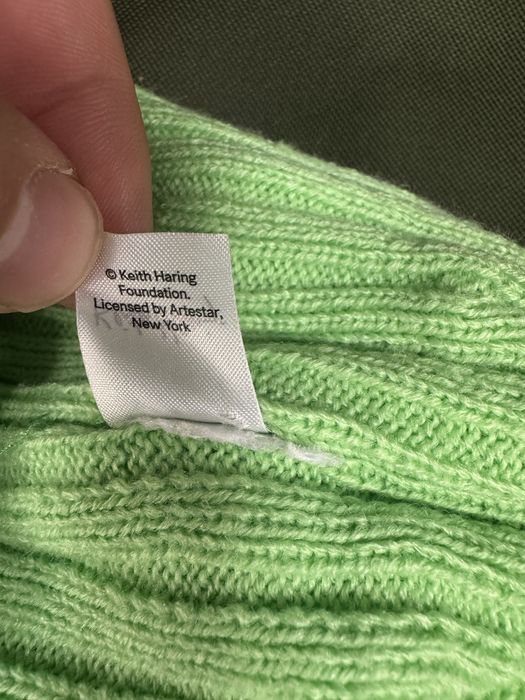 © Keith Haring
Foundation.
Licensed by Artestar,
New York